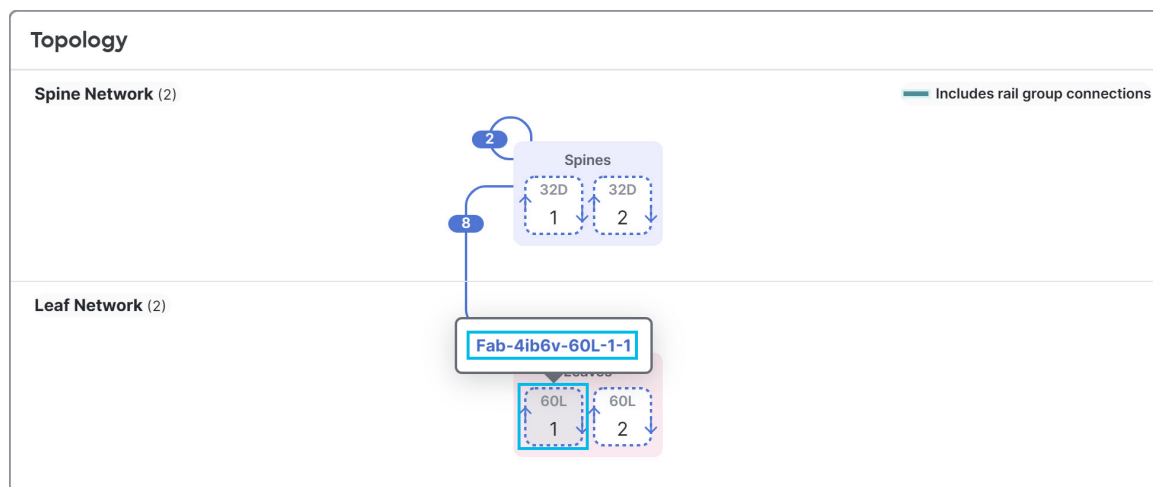 Topology
Spine Network (2)
Includes rail group connections
2
Spines
32D
32D
1
2
8
Leaf Network (2)
Fab-4ib6v-60L-1-1
Leaves
60L
60L
1
2